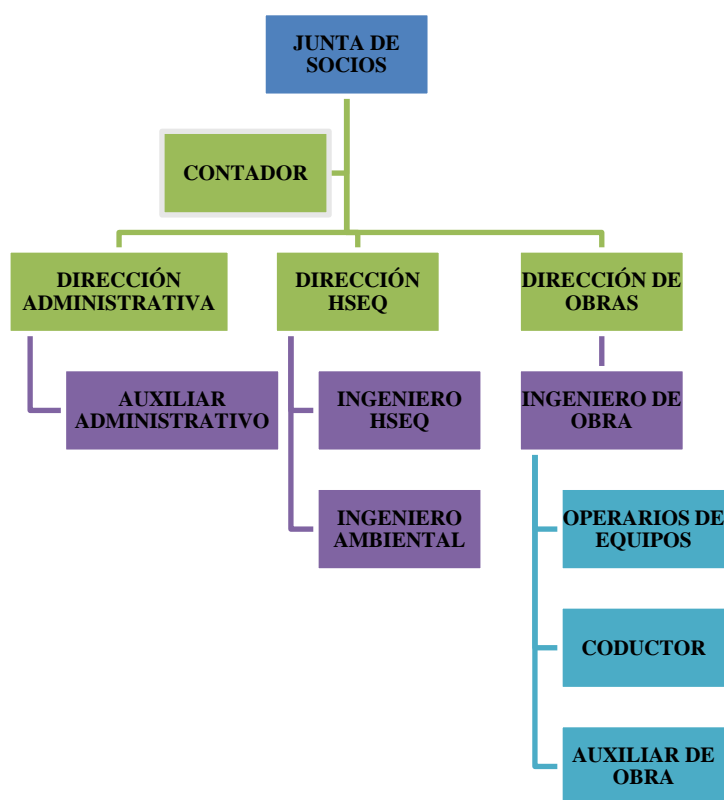 JUNTA DE
SOCIOS
CONTADOR
DIRECCIÓN
ADMINISTRATIVA
DIRECCIÓN
HSEQ
DIRECCIÓN DE
OBRAS
AUXILIAR
ADMINISTRATIVO
INGENIERO
HSEQ
INGENIERO DE
OBRA
INGENIERO
AMBIENTAL
OPERARIOS DE
EQUIPOS
CODUCTOR
AUXILIAR DE
OBRA